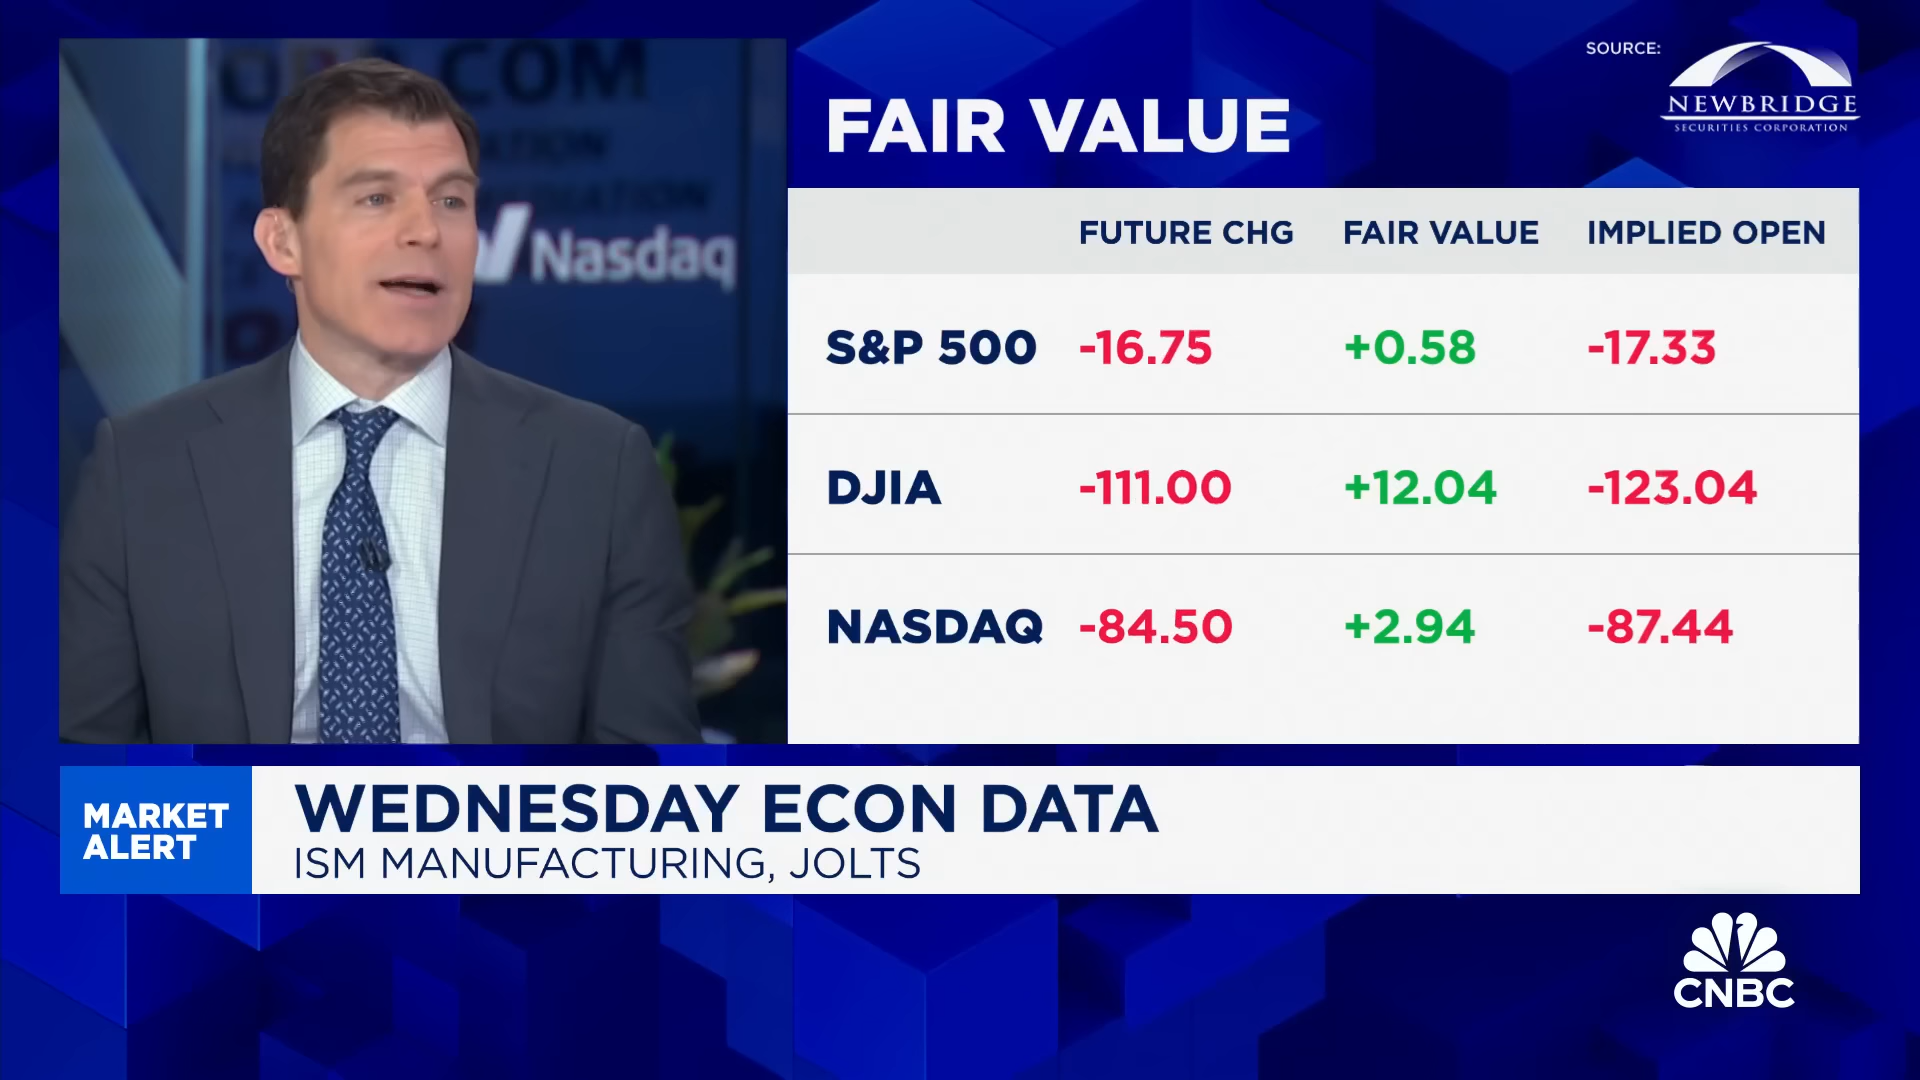 OR .COM
Nasdaq
SOURCE:
NEWBRIDGE
SECURITIES CORPORATION
FAIR VALUE
FUTURE CHG FAIR VALUE IMPLIED OPEN
S&P 500 -16.75 +0.58 -17.33
DJIA -111.00 +12.04 -123.04
NASDAQ -84.50 +2.94 -87.44
MARKET
ALERT
WEDNESDAY ECON DATA
ISM MANUFACTURING, JOLTS
CNBC